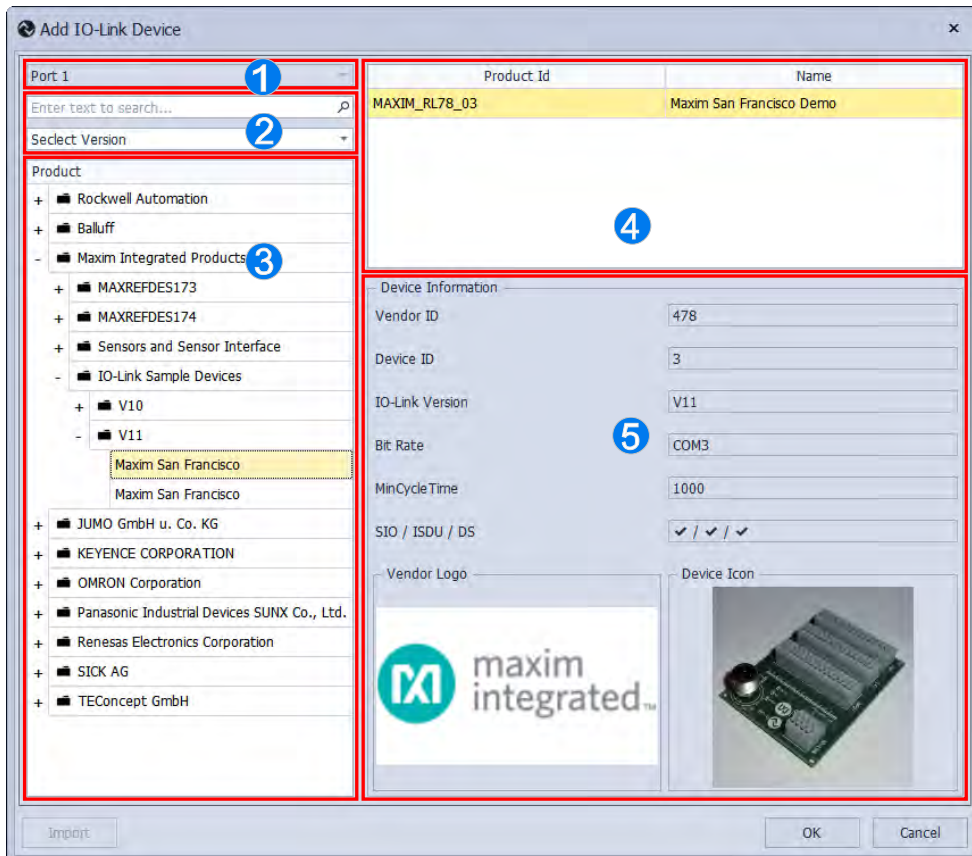 Add IO-Link Device
Port 1
1
Enter text to search...
2
Seclect Version
Product
+ Rockwell Automation
+ Balluff
- Maxim Integrated Products
3
+ MAXREFDES173
+ MAXREFDES174
+ Sensors and Sensor Interface
- IO-Link Sample Devices
+ V10
- V11
Maxim San Francisco
Maxim San Francisco
+ JUMO GmbH u. Co. KG
+ KEYENCE CORPORATION
+ OMRON Corporation
+ Panasonic Industrial Devices SUNX Co., Ltd.
+ Renesas Electronics Corporation
+ SICK AG
+ TEConcept GmbH
Product Id Name
MAXIM_RL78_03 Maxim San Francisco Demo
4
Device Information
Vendor ID 478
Device ID 3
IO-Link Version V11
5
Bit Rate COM3
MinCycleTime 1000
SIO / ISDU / DS ✔ / ✔ / ✔
Vendor Logo Device Icon
maxim
integrated™
Import OK Cancel